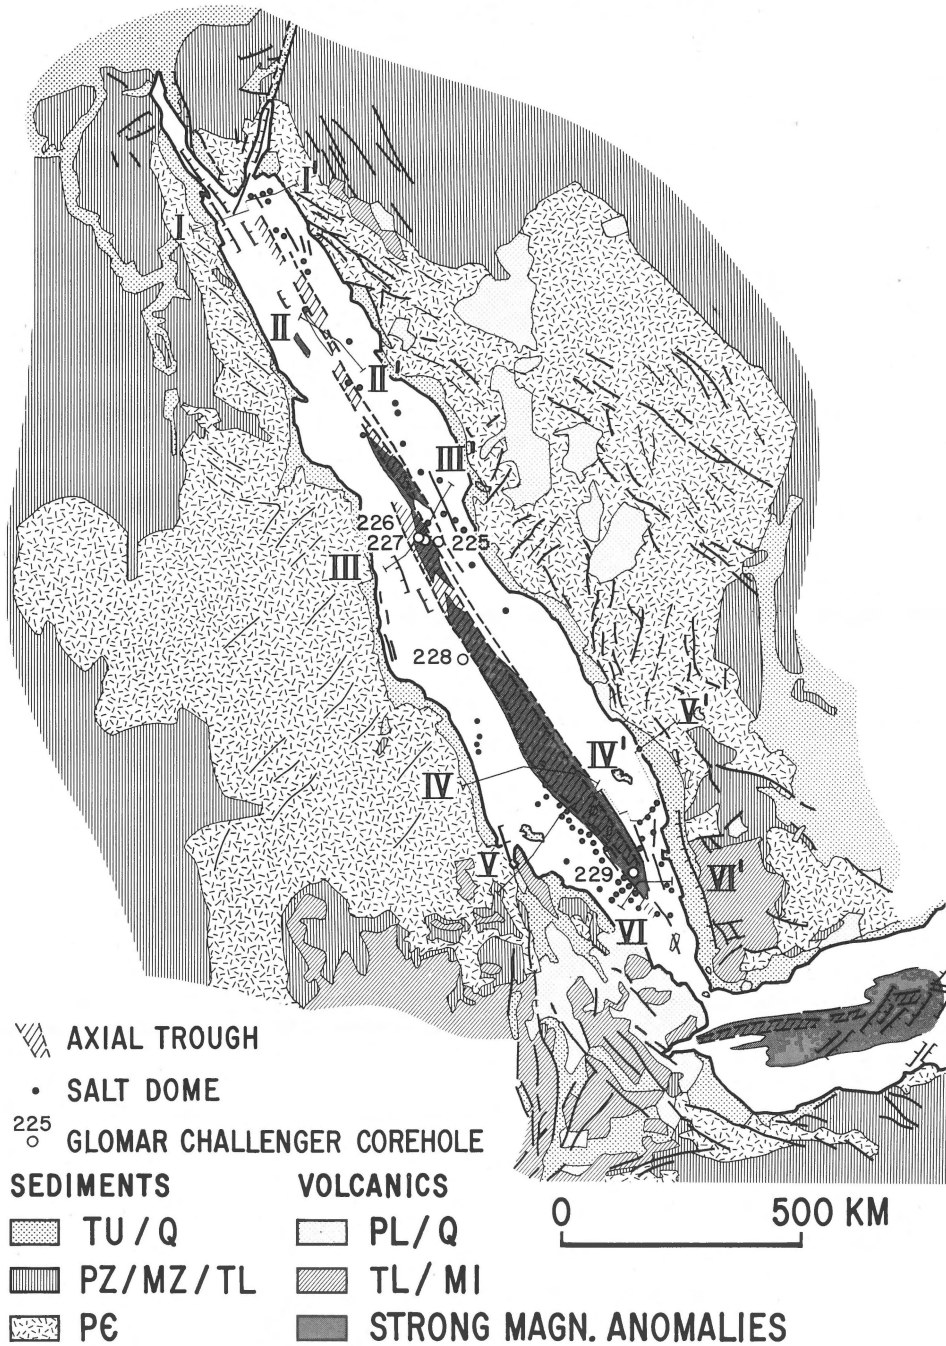 I'
I
II
II'
III'
226
227
225
III
228
V'
IV'
IV
V
229
VI'
VI
AXIAL TROUGH
SALT DOME
225
GLOMAR CHALLENGER COREHOLE
SEDIMENTS
VOLCANICS
TU/Q
PL/Q
PZ/MZ/TL
TL/MI
PЄ
STRONG MAGN. ANOMALIES
0
500 KM